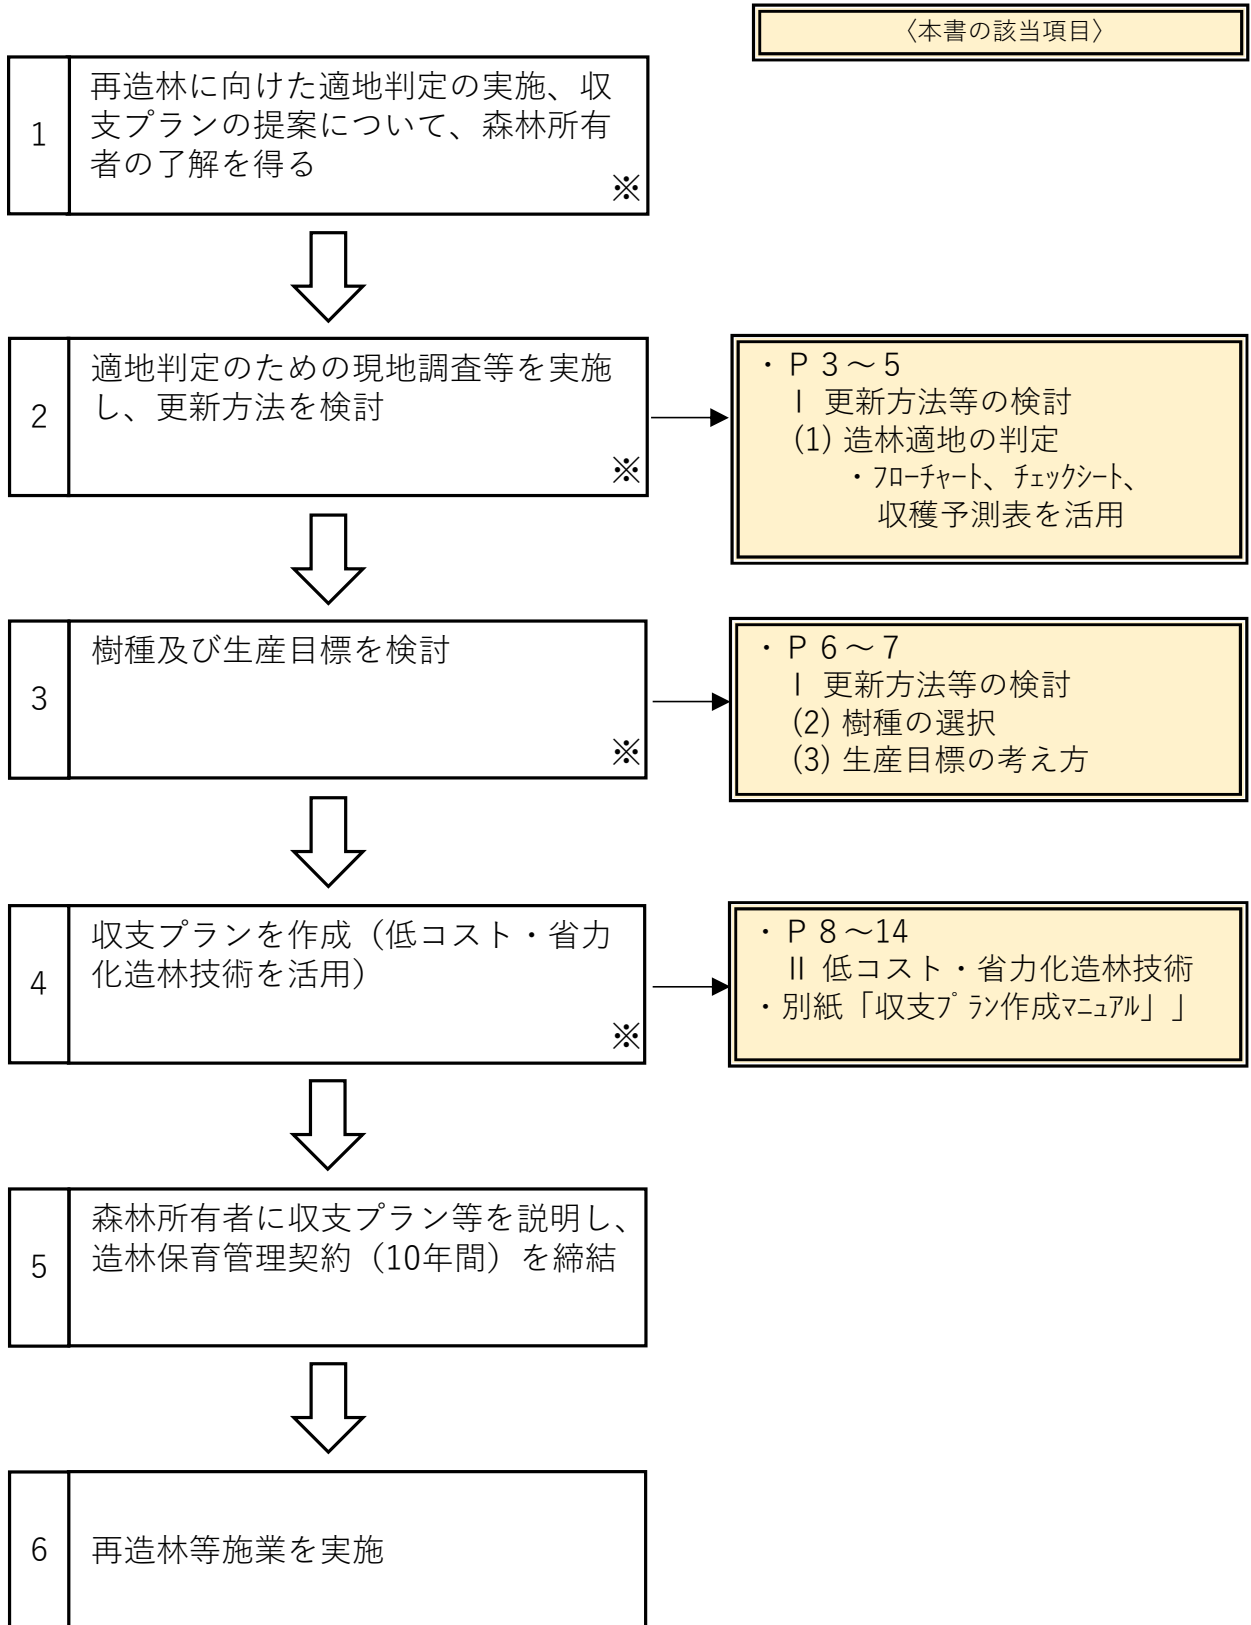 〈本書の該当項目〉
1
再造林に向けた適地判定の実施、収
支プランの提案について、森林所有
者の了解を得る
※
2
適地判定のための現地調査等を実施
し、更新方法を検討
※
・Ｐ３～５
Ⅰ 更新方法等の検討
(1) 造林適地の判定
・ﾌﾛｰﾁｬｰﾄ、ﾁｪｯｸｼｰﾄ、
収穫予測表を活用
3
樹種及び生産目標を検討
※
・Ｐ６～７
Ⅰ 更新方法等の検討
(2) 樹種の選択
(3) 生産目標の考え方
4
収支プランを作成（低コスト・省力
化造林技術を活用）
※
・Ｐ８～14
Ⅱ 低コスト・省力化造林技術
・別紙「収支ﾌﾟﾗﾝ作成ﾏﾆｭｱﾙ」」
5
森林所有者に収支プラン等を説明し、
造林保育管理契約（10年間）を締結
6
再造林等施業を実施